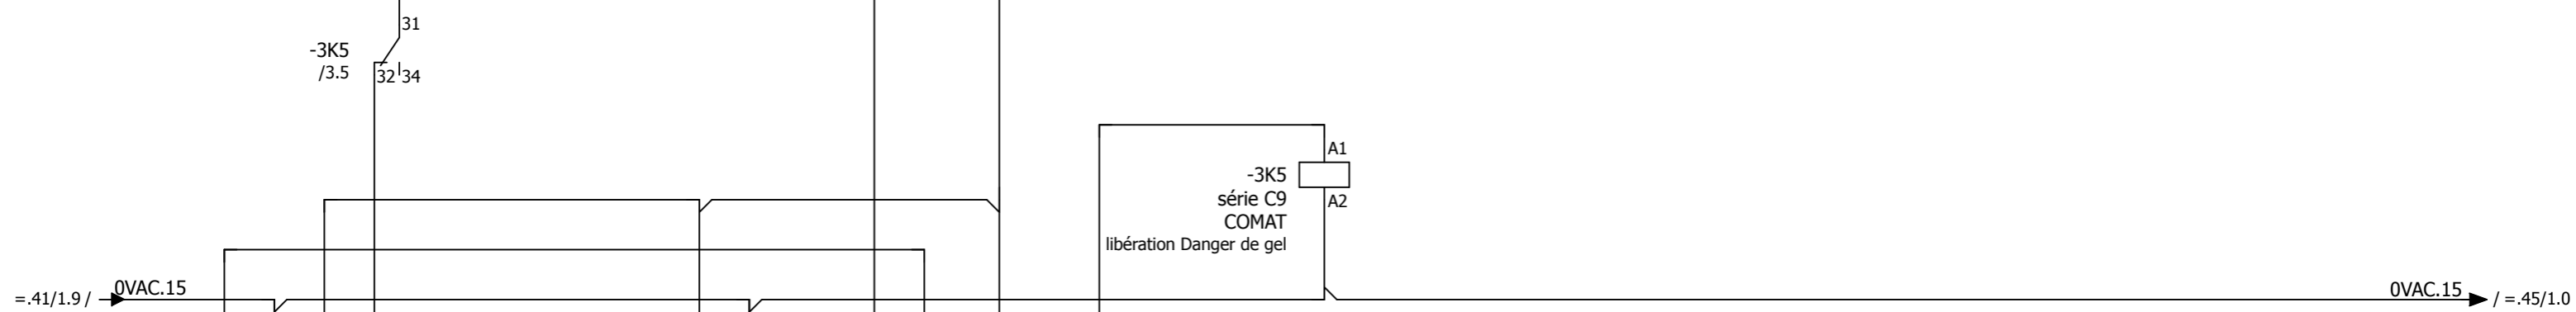 31
-3K5
/3.5
32 34
A1
-3K5
série C9
A2
COMAT
libération Danger de gel
=.41/1.9 /
0VAC.15
0VAC.15
/ =.45/1.0